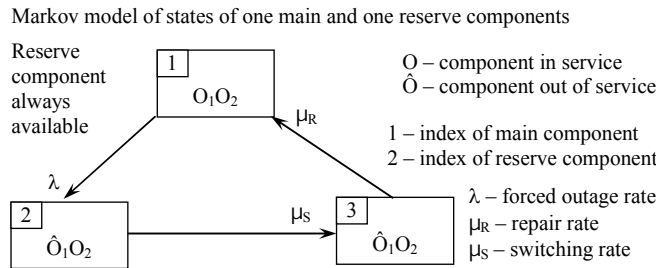 Markov model of states of one main and one reserve components
Reserve
component
always
available
1
O₁O₂
O – component in service
Ô – component out of service
μR
1 – index of main component
2 – index of reserve component
λ
2
Ô₁O₂
μS
3
Ô₁O₂
λ – forced outage rate
μR – repair rate
μS – switching rate